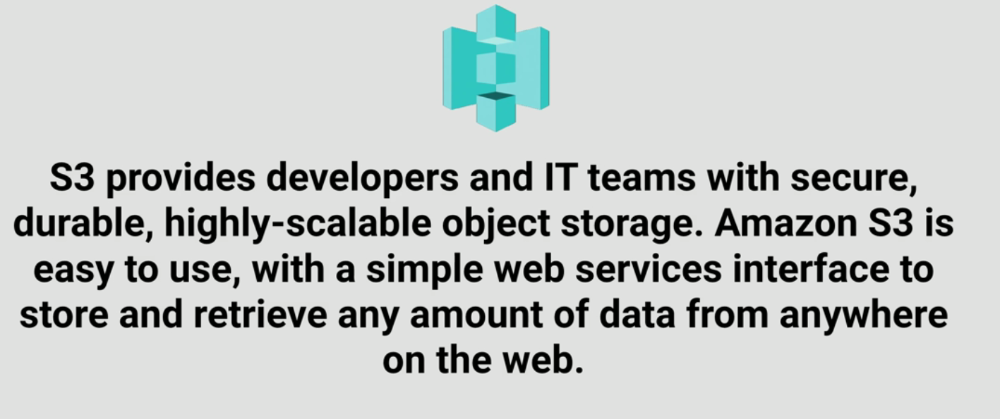 S3 provides developers and IT teams with secure,
durable, highly-scalable object storage. Amazon S3 is
easy to use, with a simple web services interface to
store and retrieve any amount of data from anywhere
on the web.